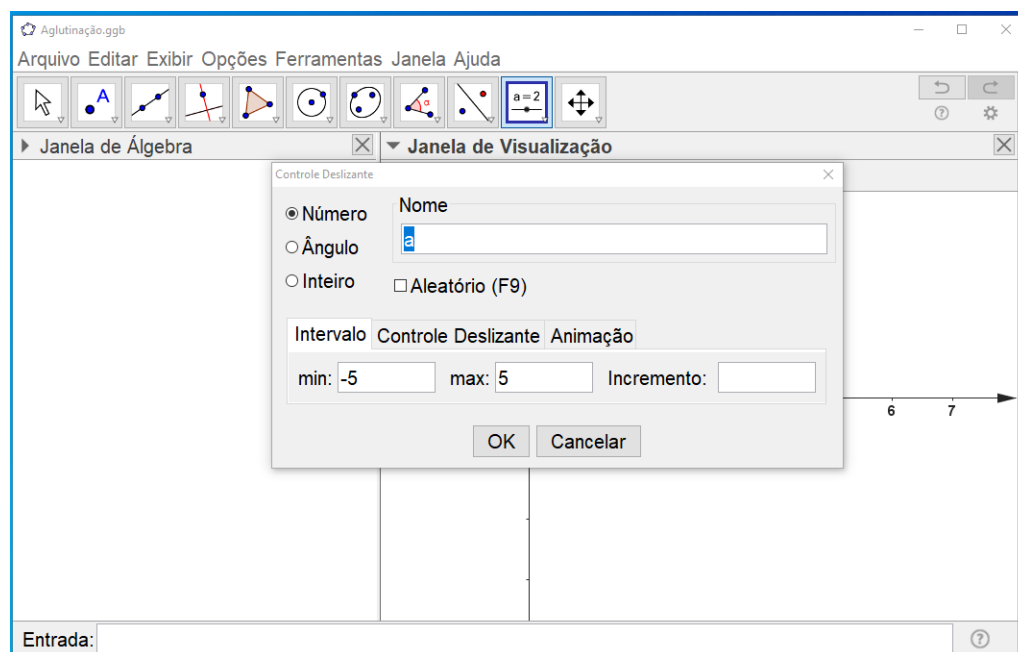 Aglutinação.ggb
Arquivo Editar Exibir Opções Ferramentas Janela Ajuda
A
α
a=2
Janela de Álgebra
Janela de Visualização
Controle Deslizante
Número
Nome
Ângulo
a
Inteiro
Aleatório (F9)
Intervalo Controle Deslizante Animação
min: -5 max: 5 Incremento:
6 7
OK Cancelar
Entrada: